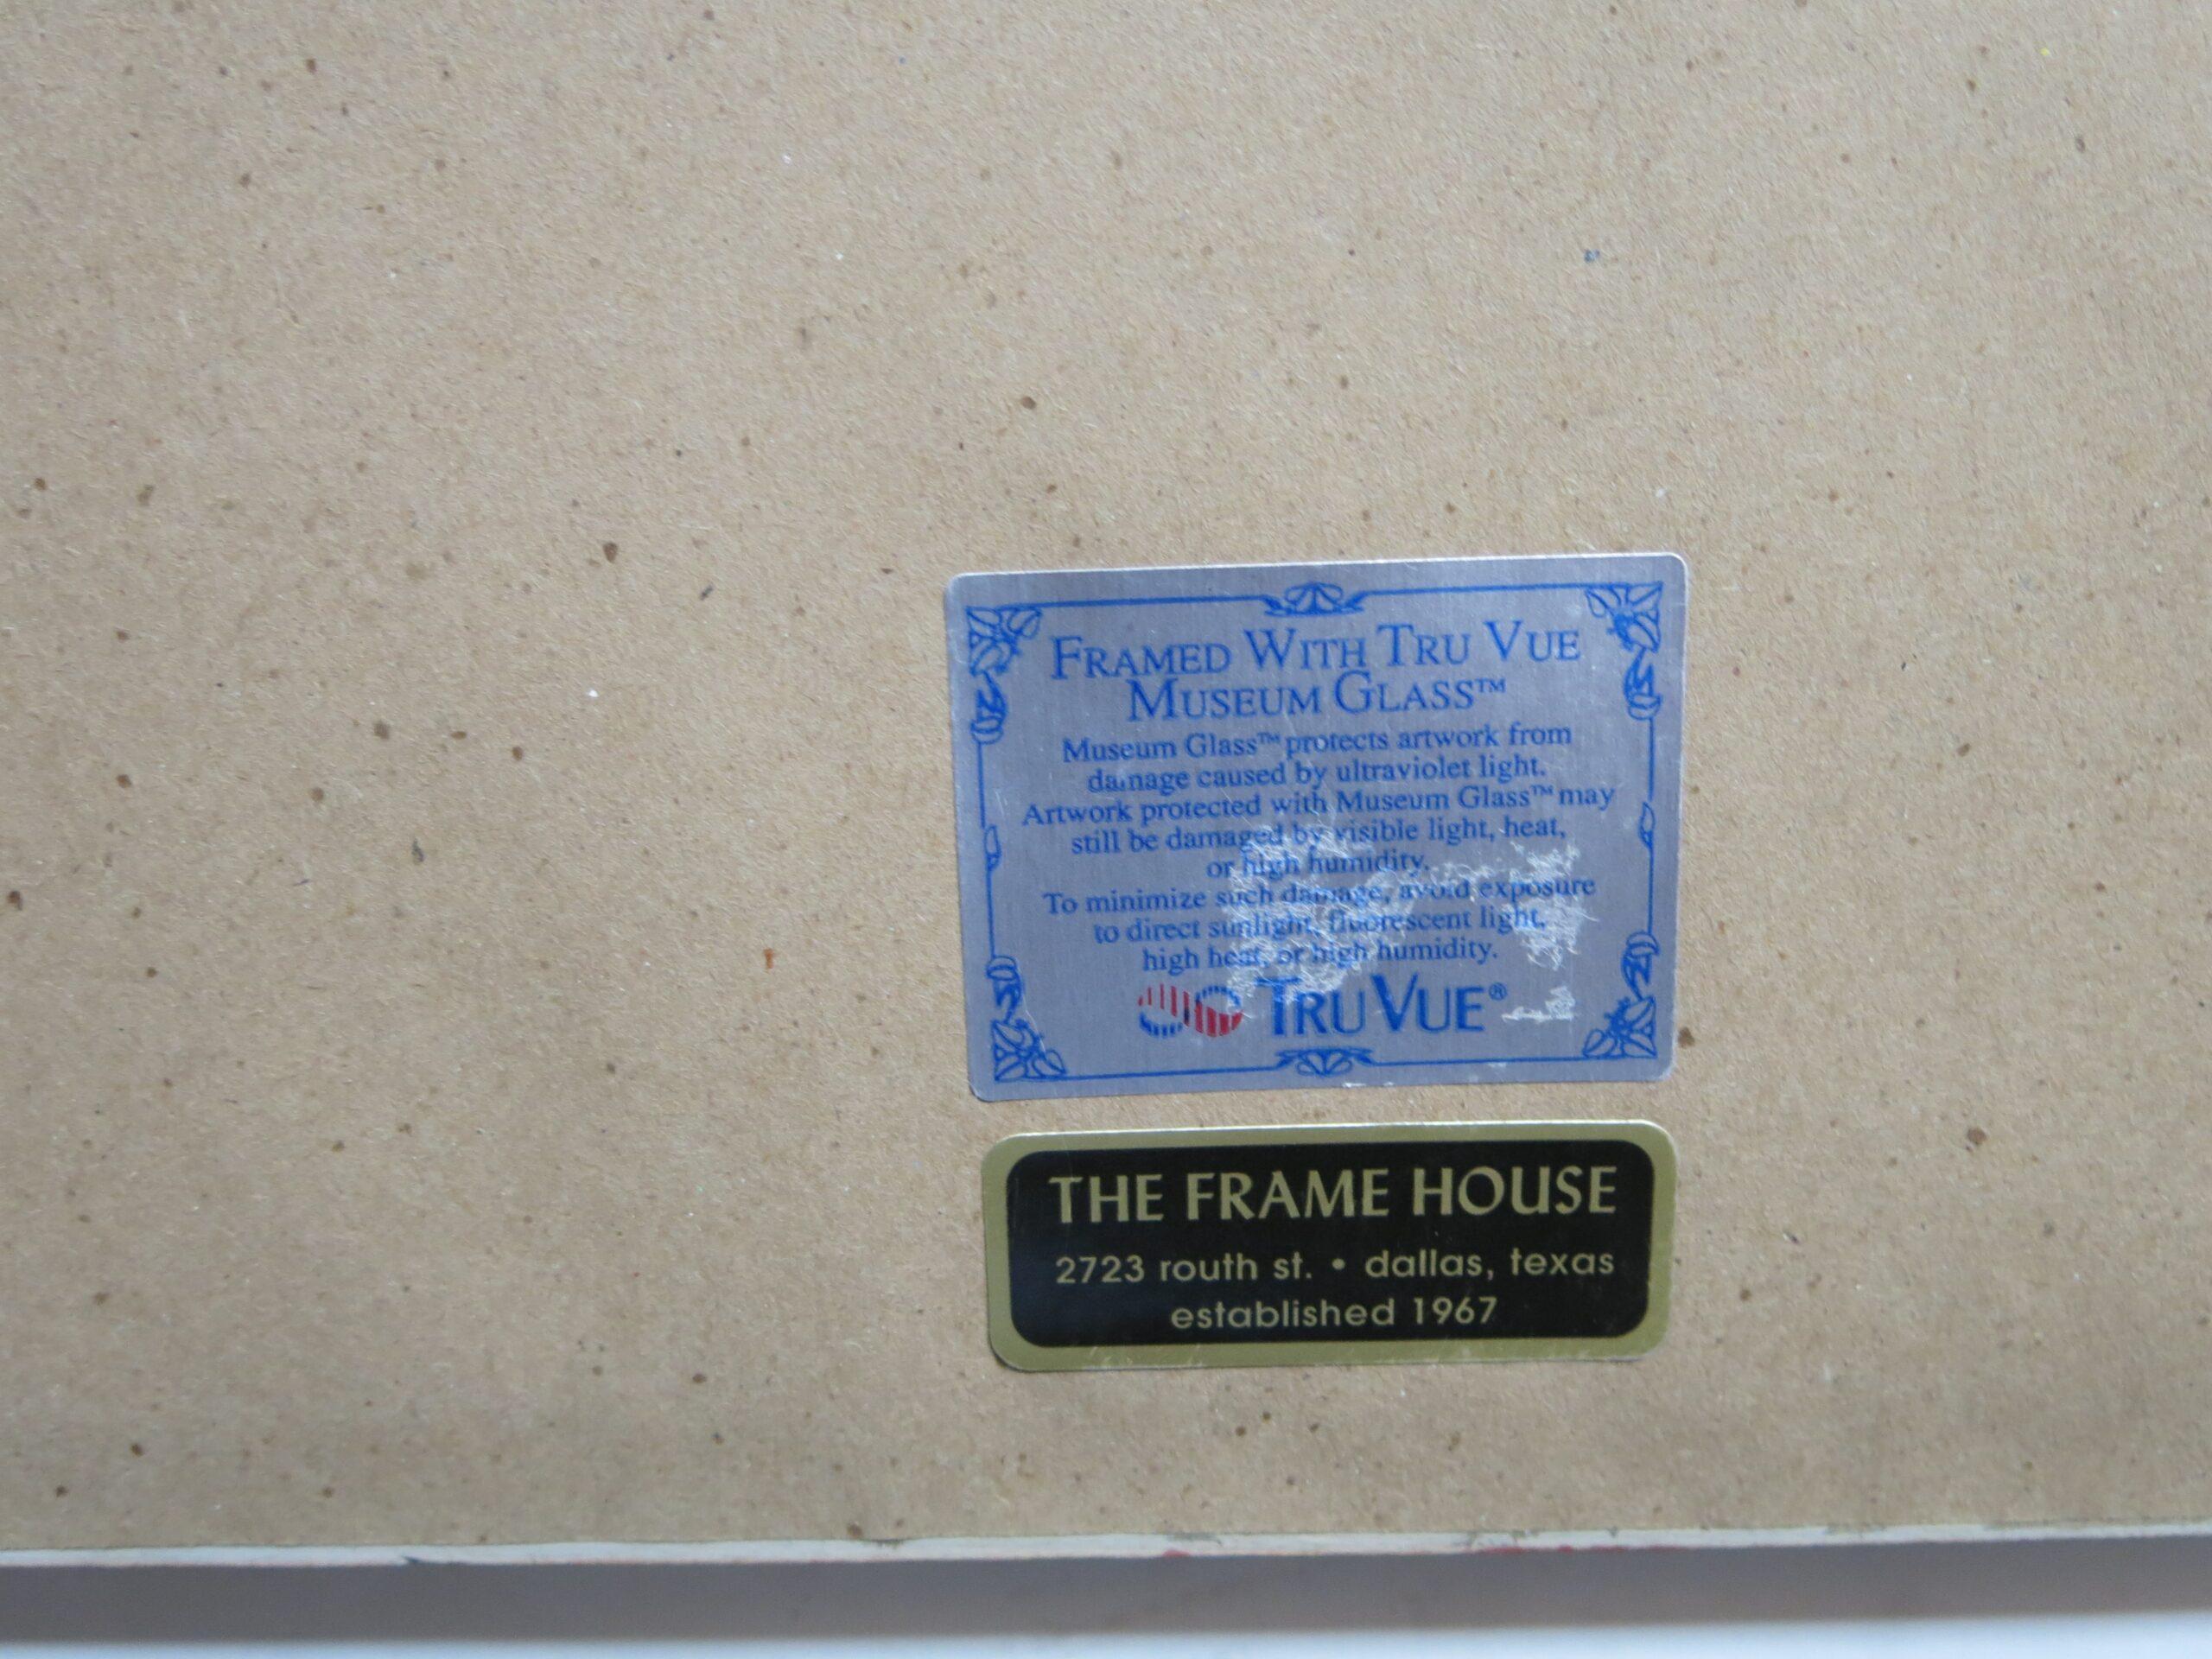 FRAMED WITH TRU VUE
MUSEUM GLASS™
Museum Glass™ protects artwork from
damage caused by ultraviolet light.
Artwork protected with Museum Glass™ may
still be damaged by visible light, heat,
or high humidity.
To minimize such damage, avoid exposure
to direct sunlight, fluorescent light,
high heat, or high humidity.
TRU VUE®
THE FRAME HOUSE
2723 routh st. • dallas, texas
established 1967